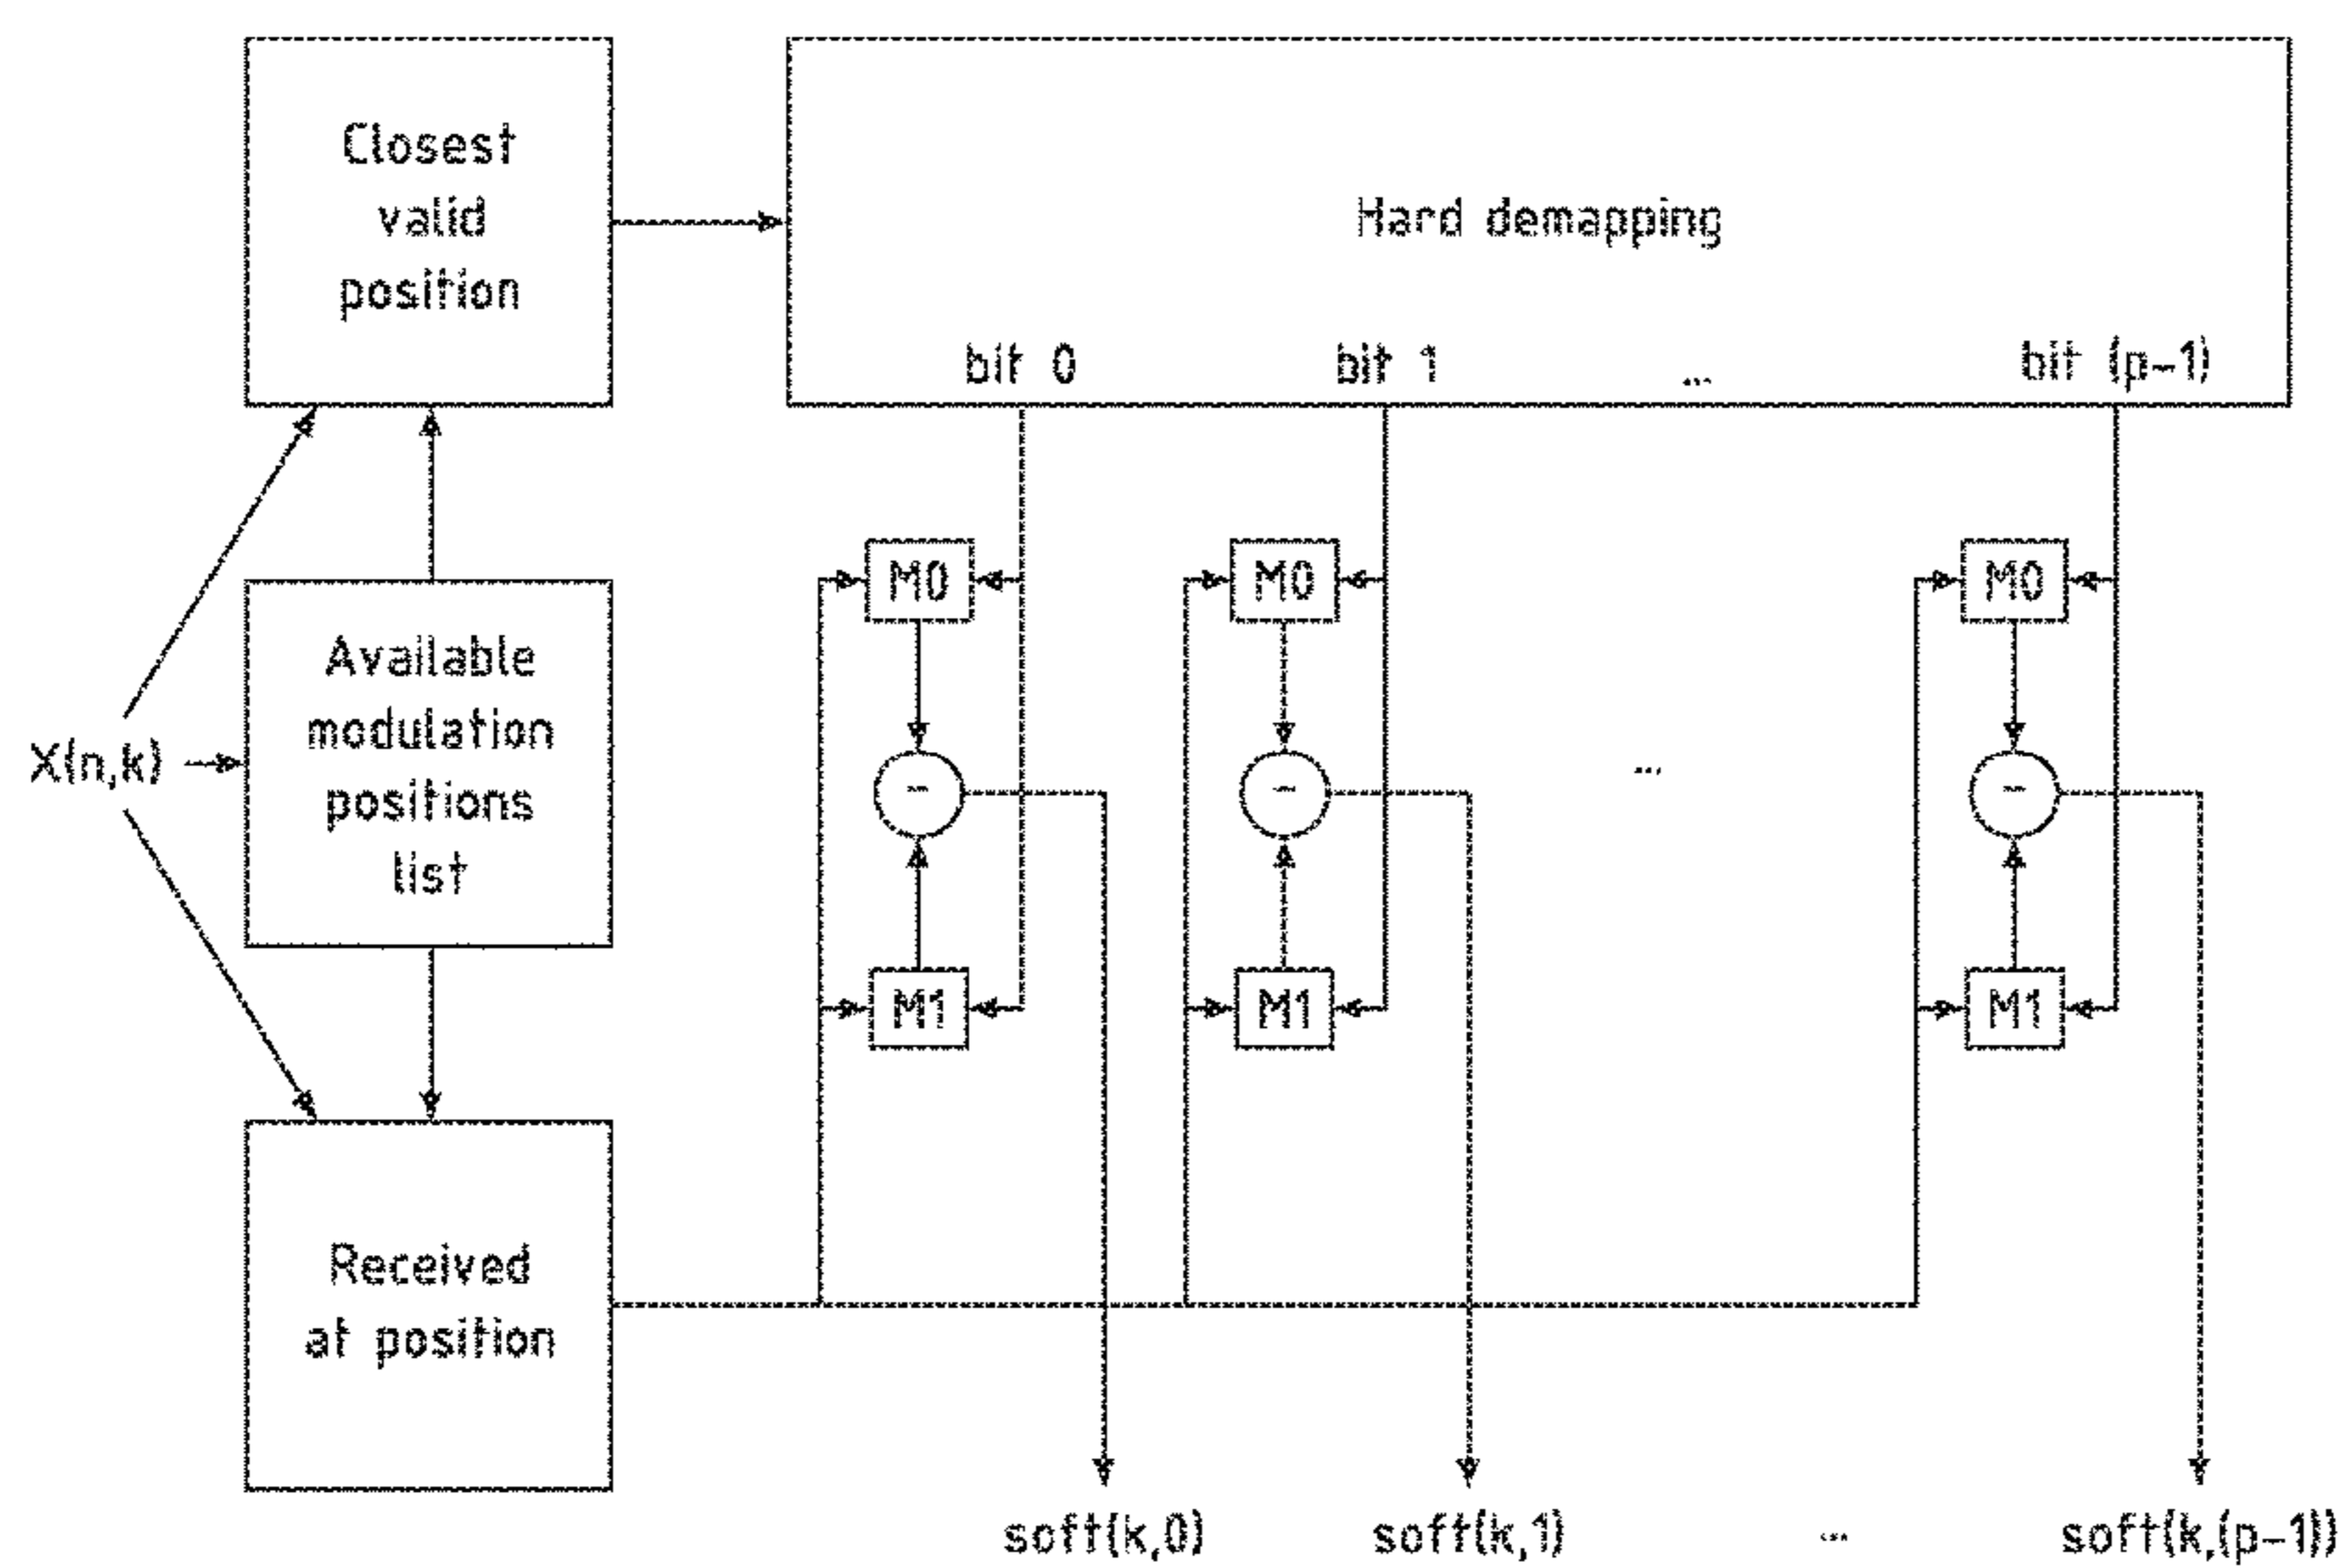 Closest
valid
position
Hard demapping
bit 0
bit 1
...
bit (p-1)
Available
modulation
positions
list
X(n,k)
M0
M0
M0
-
-
...
-
M1
M1
M1
Received
at position
soft(k,0)
soft(k,1)
...
soft(k,(p-1))